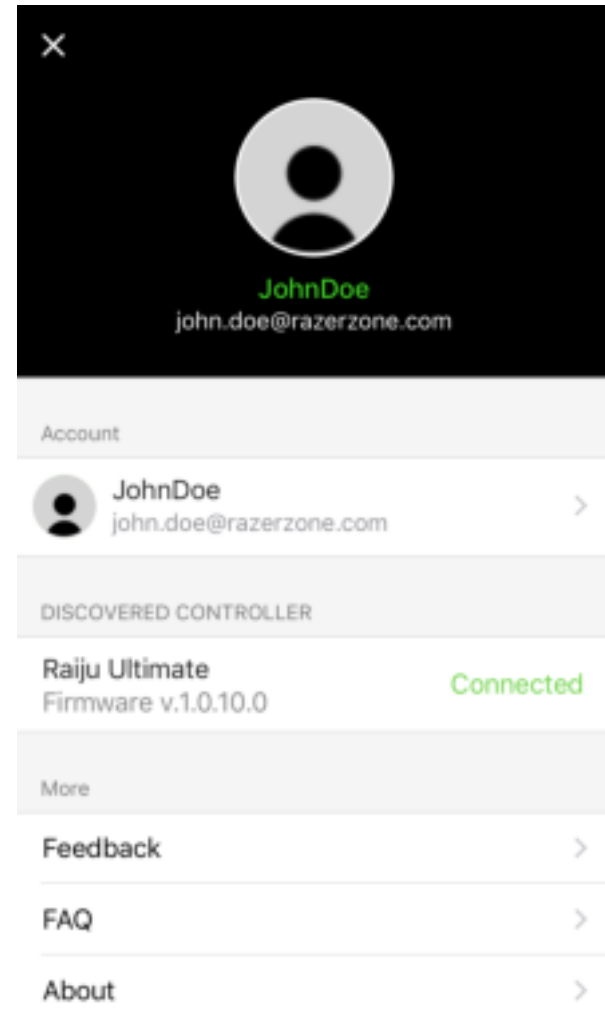 JohnDoe
john.doe@razerzone.com
Account
JohnDoe
john.doe@razerzone.com
DISCOVERED CONTROLLER
Raiju Ultimate
Connected
Firmware v.1.0.10.0
More
Feedback
FAQ
About